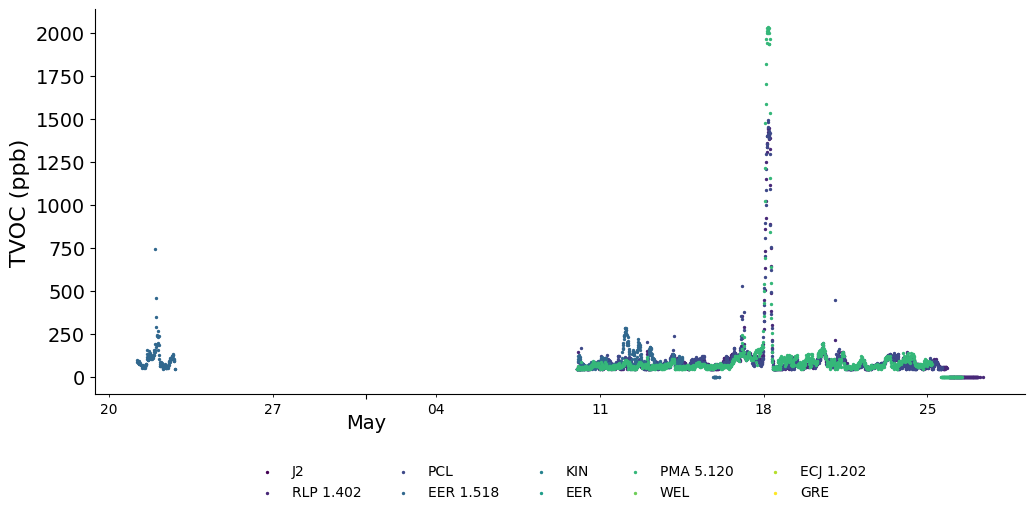 2000
1750
1500
1250
1000
750
500
250
0
TVOC (ppb)
20 27 04 11 18 25
May
J2 PCL KIN PMA 5.120 ECJ 1.202
RLP 1.402 EER 1.518 EER WEL GRE